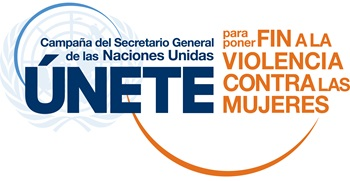 Campaña del Secretario General
de las Naciones Unidas
ÚNETE
para
poner FIN A LA
VIOLENCIA
CONTRA LAS
MUJERES